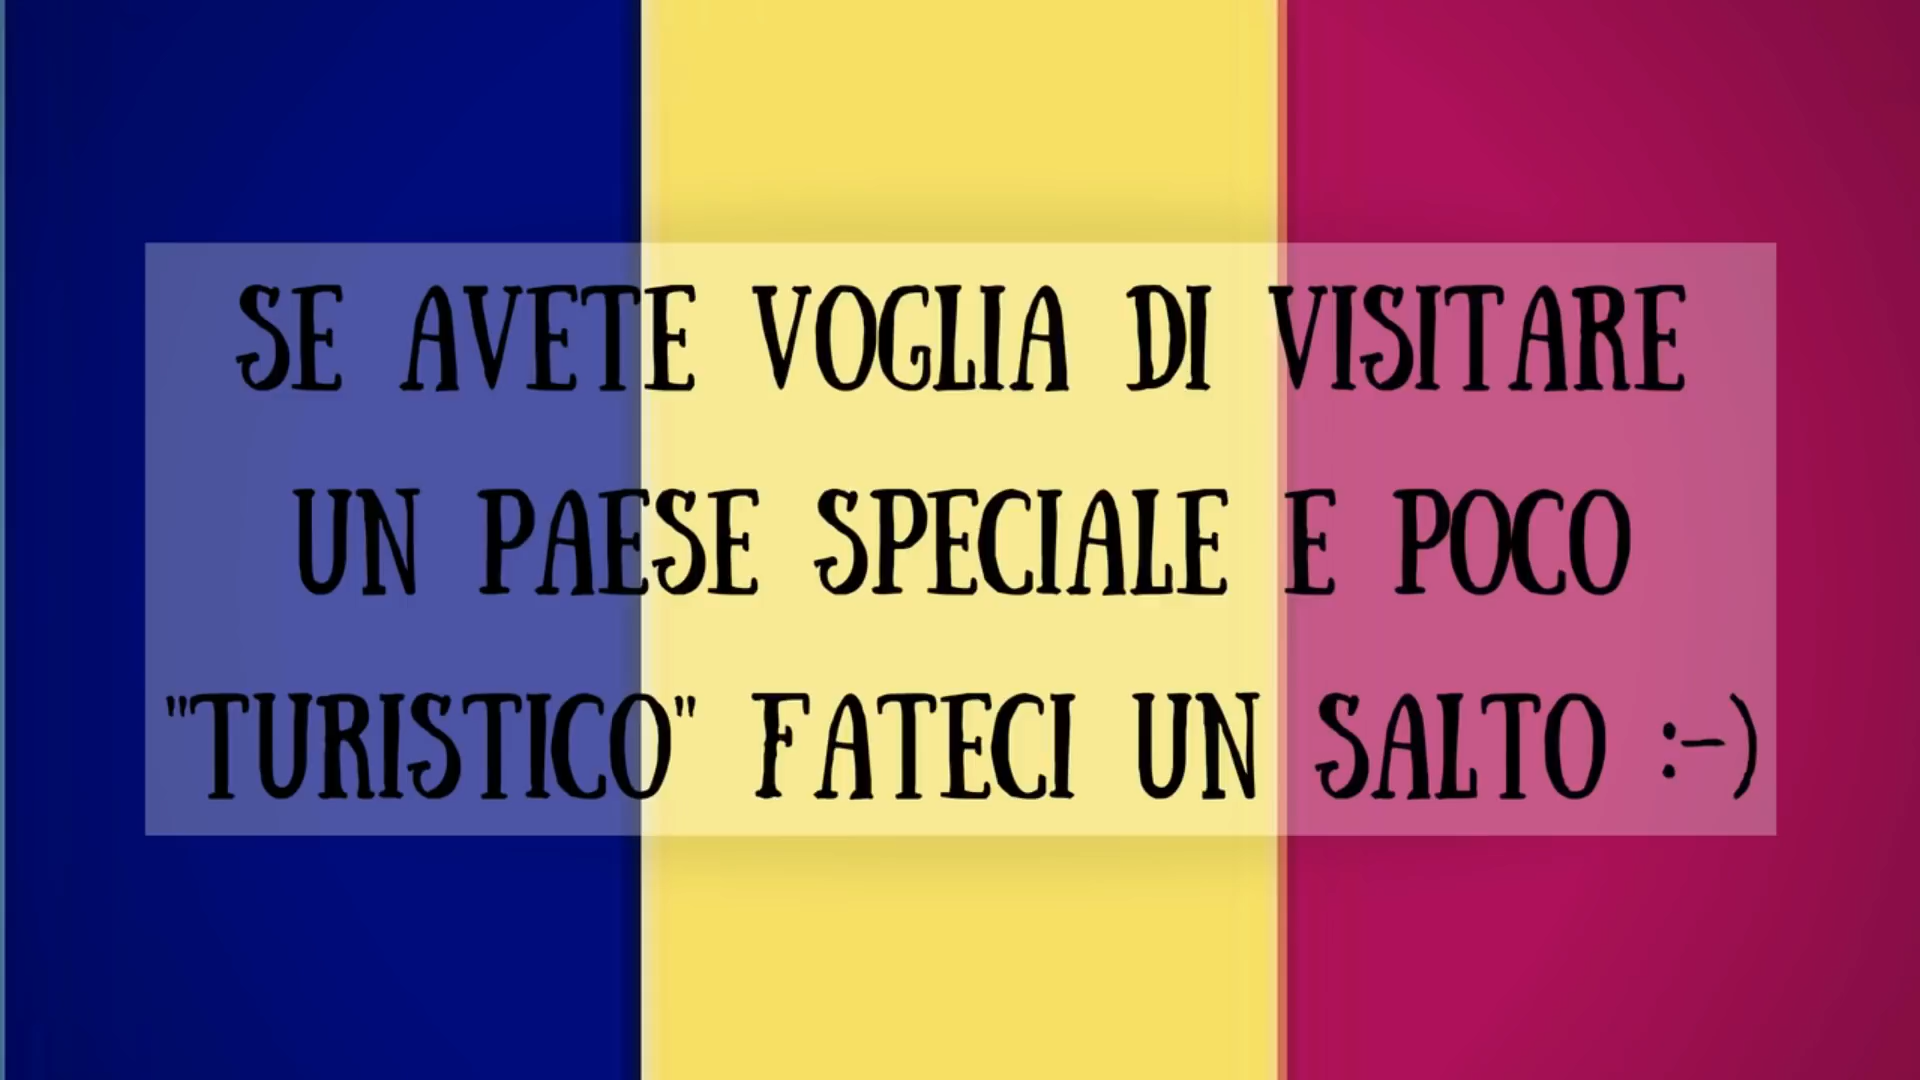 SE AVETE VOGLIA DI VISITARE
UN PAESE SPECIALE E POCO
"TURISTICO" FATECI UN SALTO :-)